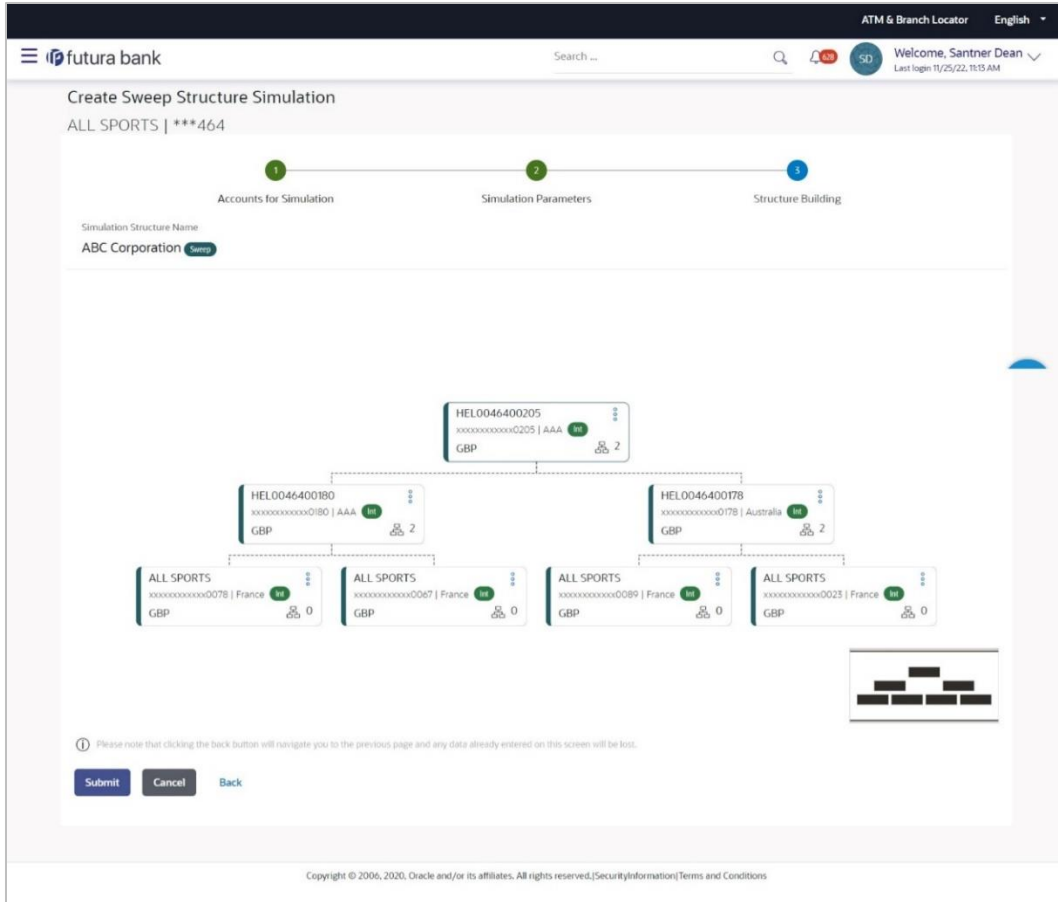 ATM & Branch Locator English
futura bank Search ... 628 SD Welcome, Santner Dean
Last login 11/25/22, 11:13 AM
Create Sweep Structure Simulation
ALL SPORTS | ***464
1 2 3
Accounts for Simulation Simulation Parameters Structure Building
Simulation Structure Name
ABC Corporation Sweep
HEL0046400205
xxxxxxxxxxxx0205 | AAA Int
GBP 2
HEL0046400180
xxxxxxxxxxxx0180 | AAA Int
GBP 2
HEL0046400178
xxxxxxxxxxxx0178 | Australia Int
GBP 2
ALL SPORTS
xxxxxxxxxxxx0078 | France Int
GBP 0
ALL SPORTS
xxxxxxxxxxxx0067 | France Int
GBP 0
ALL SPORTS
xxxxxxxxxxxx0089 | France Int
GBP 0
ALL SPORTS
xxxxxxxxxxxx0023 | France Int
GBP 0
Please note that clicking the back button will navigate you to the previous page and any data already entered on this screen will be lost.
Submit Cancel Back
Copyright © 2006, 2020, Oracle and/or its affiliates. All rights reserved.|SecurityInformation|Terms and Conditions